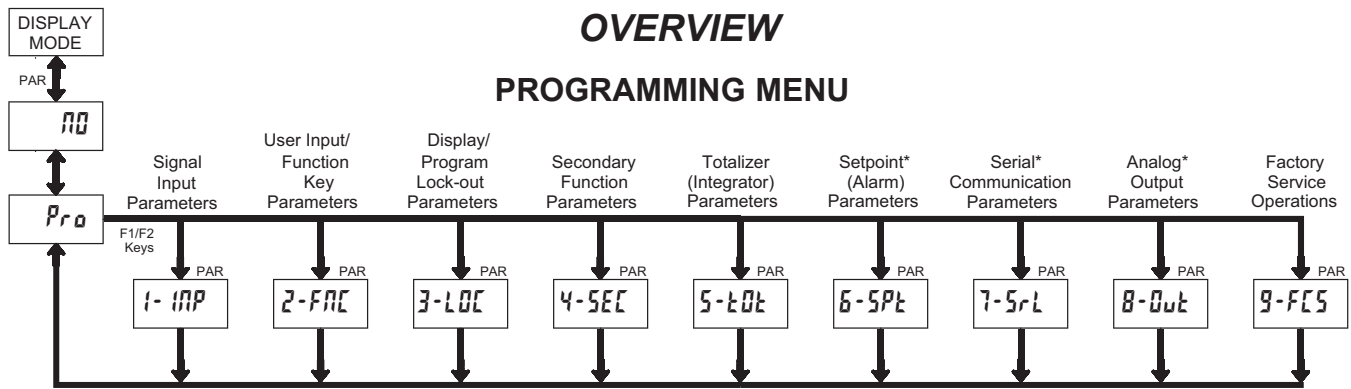 OVERVIEW
PROGRAMMING MENU
DISPLAY
MODE
PAR
NO
Pro
F1/F2
Keys
Signal
Input
Parameters
User Input/
Function
Key
Parameters
Display/
Program
Lock-out
Parameters
Secondary
Function
Parameters
Totalizer
(Integrator)
Parameters
Setpoint*
(Alarm)
Parameters
Serial*
Communication
Parameters
Analog*
Output
Parameters
Factory
Service
Operations
PAR
PAR
PAR
PAR
PAR
PAR
PAR
PAR
PAR
1-INP
2-FNC
3-LOC
4-SEC
5-tOt
6-SPt
7-SrL
8-Out
9-FCS